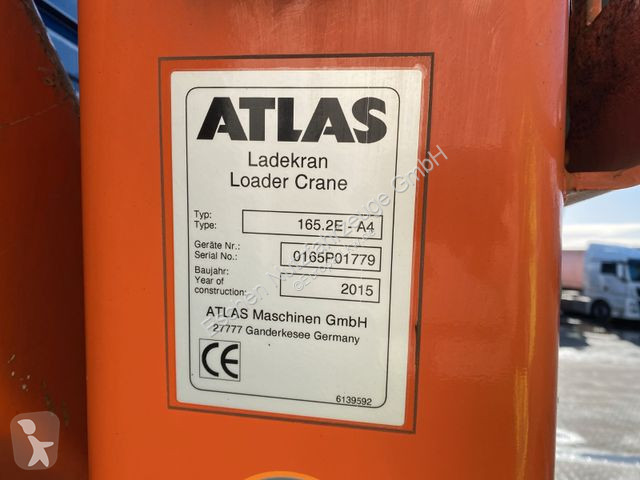 ATLAS
Ladekran
Loader Crane
Typ:
Type:
165.2E - A4
Geräte Nr.:
Serial No.:
0165P01779
Baujahr:
Year of
construction:
2015
ATLAS Maschinen GmbH
27777 Ganderkesee Germany
CE
6139592